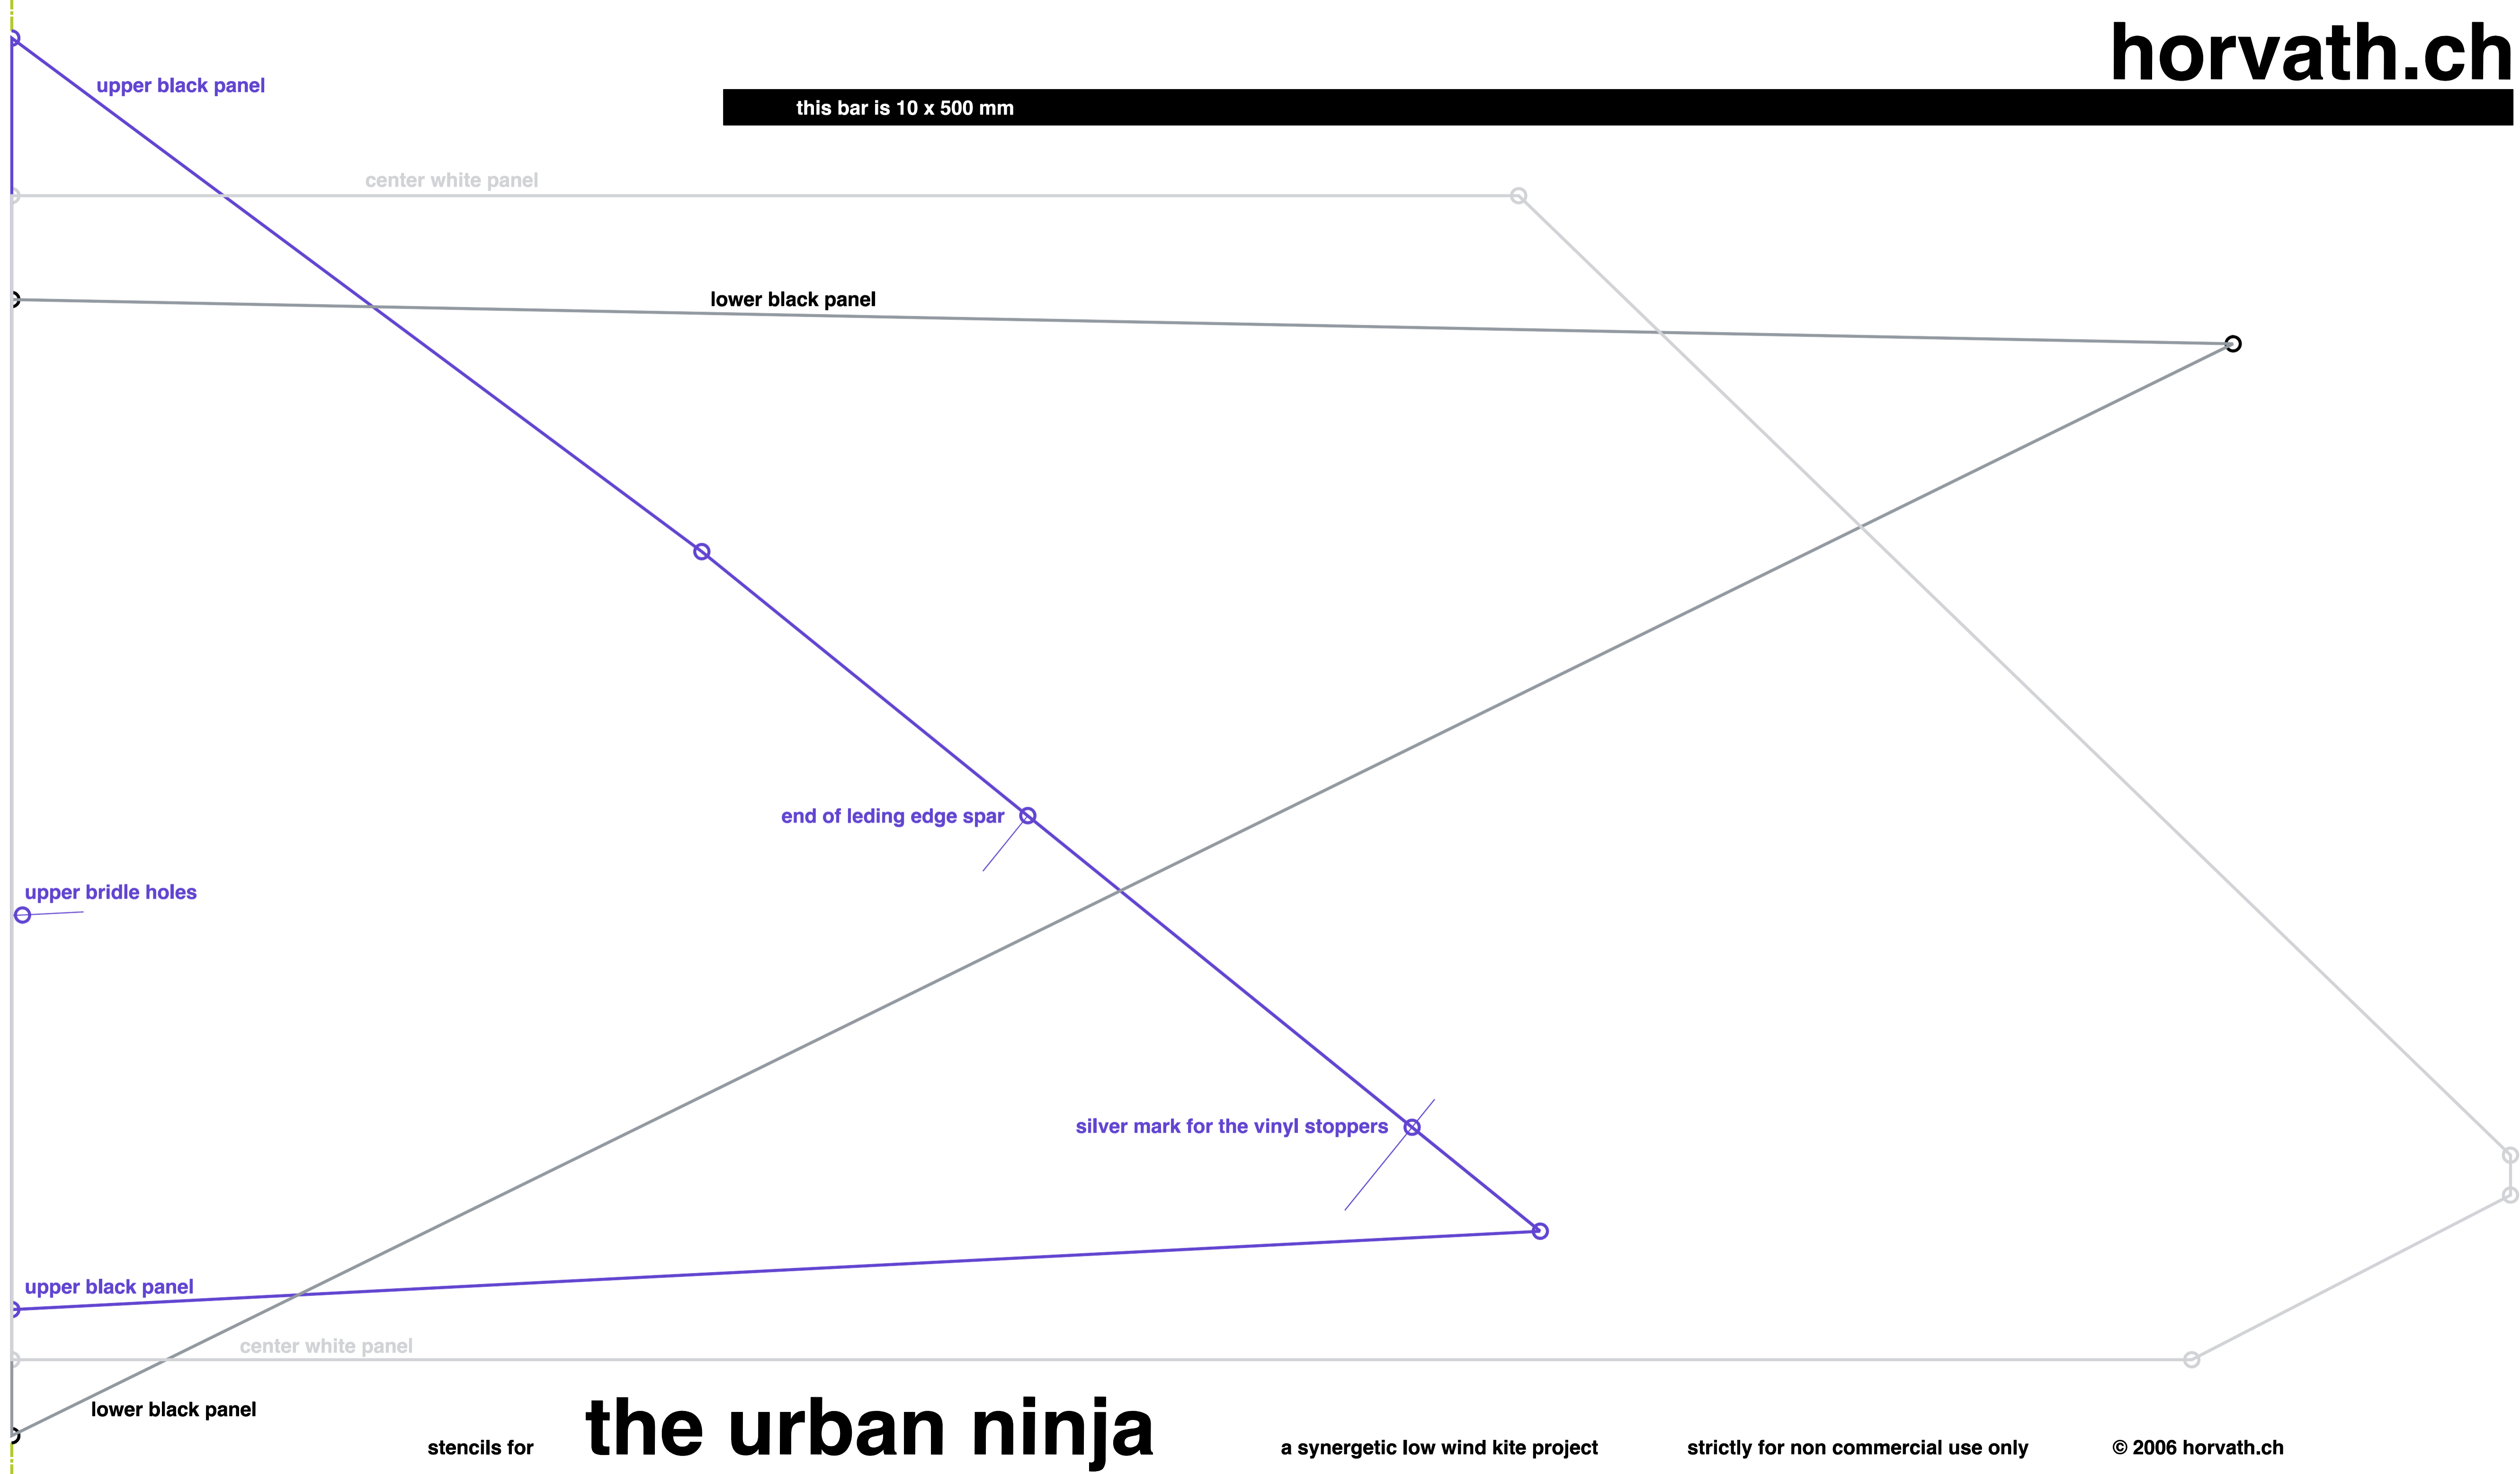 horvath.ch
upper black panel
this bar is 10 x 500 mm
center white panel
lower black panel
end of leding edge spar
upper bridle holes
silver mark for the vinyl stoppers
upper black panel
center white panel
lower black panel
stencils for the urban ninja a synergetic low wind kite project strictly for non commercial use only © 2006 horvath.ch